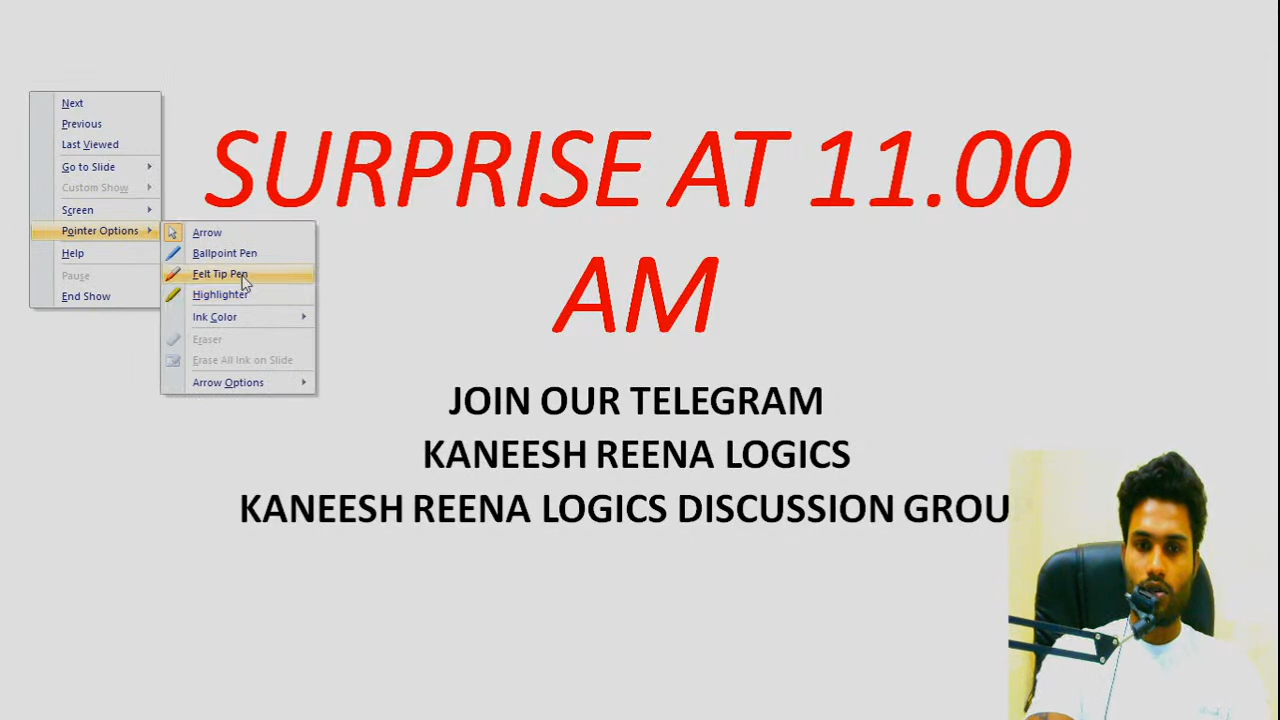 Next
Previous
Last Viewed
Go to Slide
Custom Show
Screen
Pointer Options
Help
Pause
End Show
Arrow
Ballpoint Pen
Felt Tip Pen
Highlighter
Ink Color
Eraser
Erase All Ink on Slide
Arrow Options
SURPRISE AT 11.00
AM
JOIN OUR TELEGRAM
KANEESH REENA LOGICS
KANEESH REENA LOGICS DISCUSSION GROU